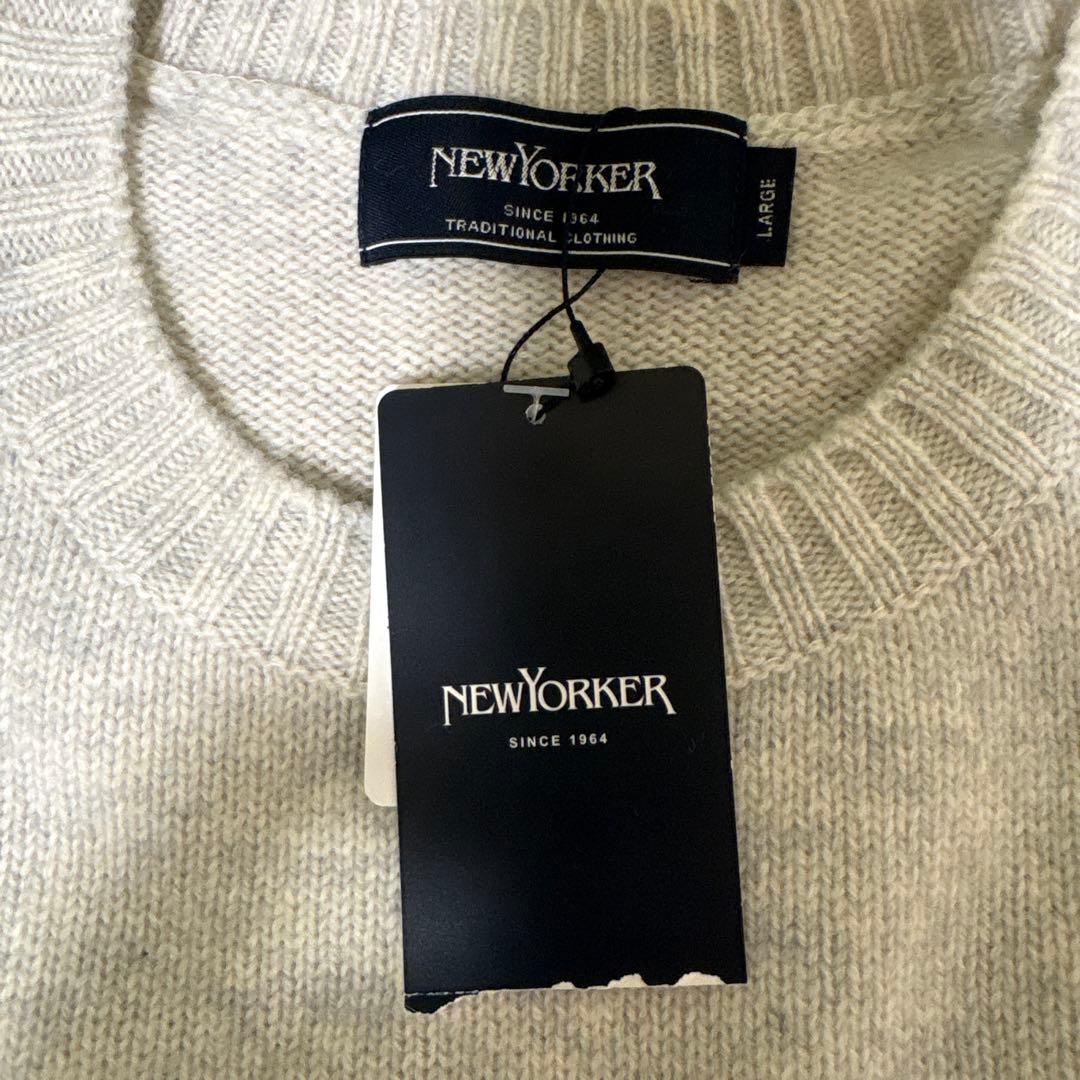 NEWYORKER
SINCE 1964
TRADITIONAL CLOTHING
LARGE
NEWYORKER
SINCE 1964